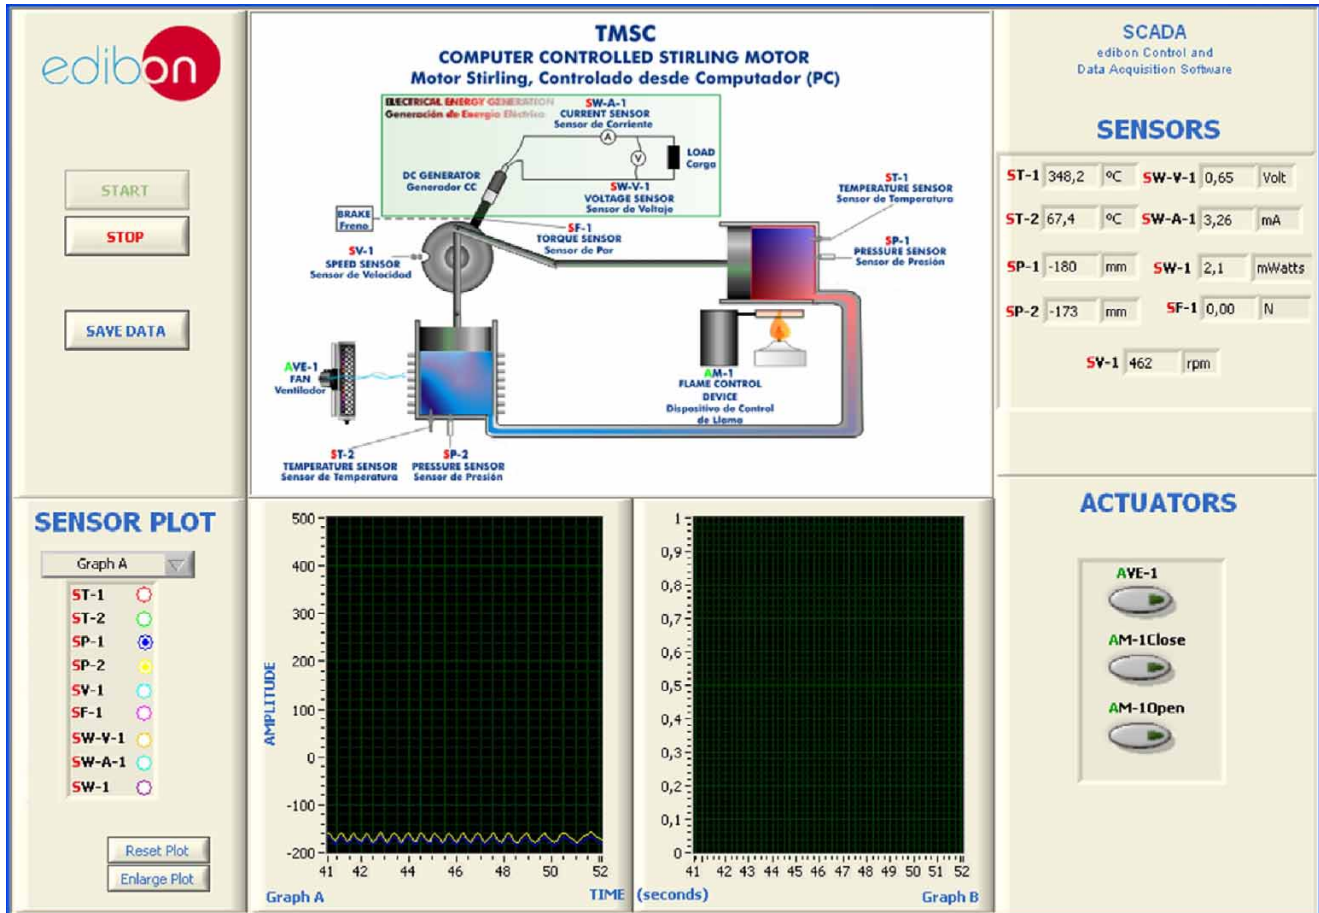 edibon
START
STOP
SAVE DATA
TMSC
COMPUTER CONTROLLED STIRLING MOTOR
Motor Stirling, Controlado desde Computador (PC)
ELECTRICAL ENERGY GENERATION
Generación de Energía Eléctrica
SW-A-1
CURRENT SENSOR
Sensor de Corriente
A
V
LOAD
Carga
DC GENERATOR
Generador CC
SW-V-1
VOLTAGE SENSOR
Sensor de Voltaje
BRAKE
Freno
SF-1
TORQUE SENSOR
Sensor de Par
SV-1
SPEED SENSOR
Sensor de Velocidad
ST-1
TEMPERATURE SENSOR
Sensor de Temperatura
SP-1
PRESSURE SENSOR
Sensor de Presión
AVE-1
FAN
Ventilador
AM-1
FLAME CONTROL
DEVICE
Dispositivo de Control
de Llama
ST-2
TEMPERATURE SENSOR
Sensor de Temperatura
SP-2
PRESSURE SENSOR
Sensor de Presión
SCADA
edibon Control and
Data Acquisition Software
SENSORS
ST-1 348,2 ºC SW-V-1 0,65 Volt
ST-2 67,4 ºC SW-A-1 3,26 mA
SP-1 -180 mm SW-1 2,1 mWatts
SP-2 -173 mm SF-1 0,00 N
SV-1 462 rpm
SENSOR PLOT
Graph A
ST-1
ST-2
SP-1
SP-2
SV-1
SF-1
SW-V-1
SW-A-1
SW-1
Reset Plot
Enlarge Plot
AMPLITUDE
500
400
300
200
100
0
-100
-200
41 42 44 46 48 50 52
Graph A
TIME (seconds)
1
0,9
0,8
0,7
0,6
0,5
0,4
0,3
0,2
0,1
0
41 42 43 44 45 46 47 48 49 50 51 52
Graph B
ACTUATORS
AVE-1
AM-1Close
AM-1Open